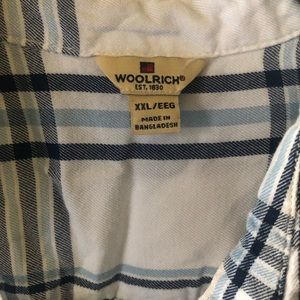 WOOLRICH®
EST. 1830
XXL/EEG
MADE IN
BANGLADESH